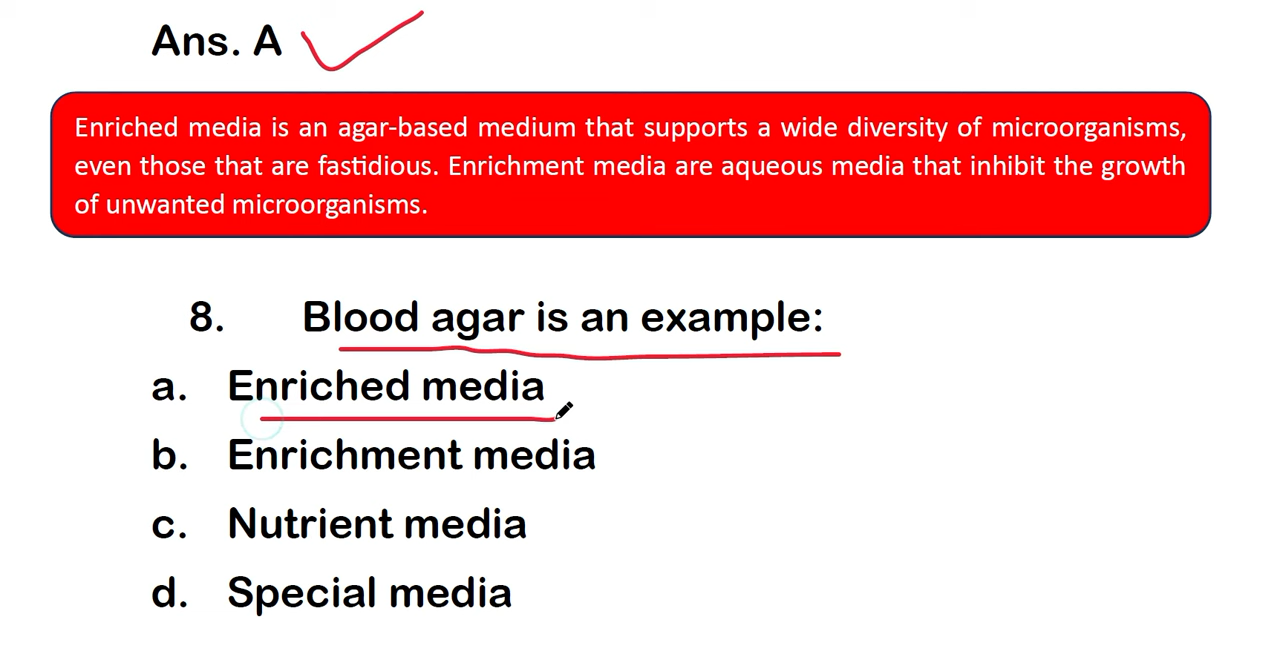 Ans. A
Enriched media is an agar-based medium that supports a wide diversity of microorganisms,
even those that are fastidious. Enrichment media are aqueous media that inhibit the growth
of unwanted microorganisms.
8. Blood agar is an example:
a. Enriched media
b. Enrichment media
c. Nutrient media
d. Special media